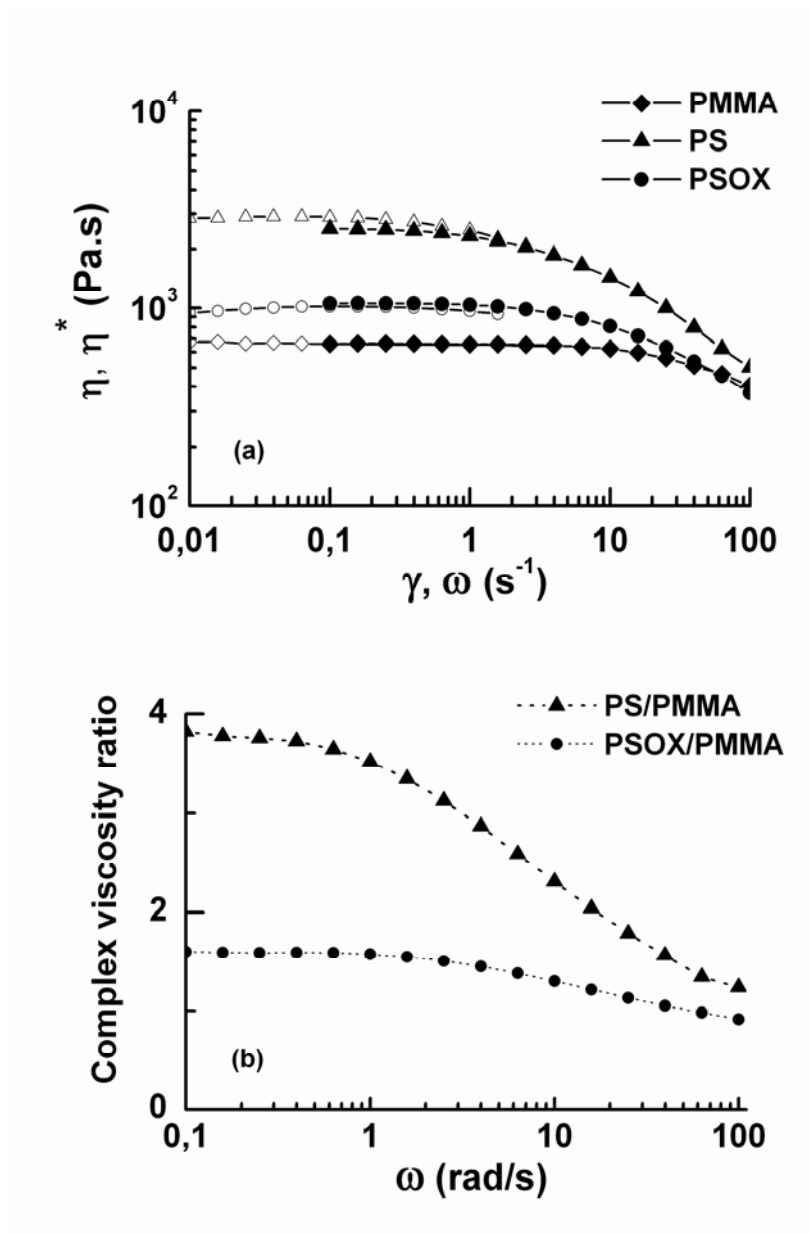 10⁴
10³
10²
η, η* (Pa.s)
PMMA
PS
PSOX
(a)
0,01 0,1 1 10 100
γ, ω (s⁻¹)
4
2
0
Complex viscosity ratio
PS/PMMA
PSOX/PMMA
(b)
0,1 1 10 100
ω (rad/s)